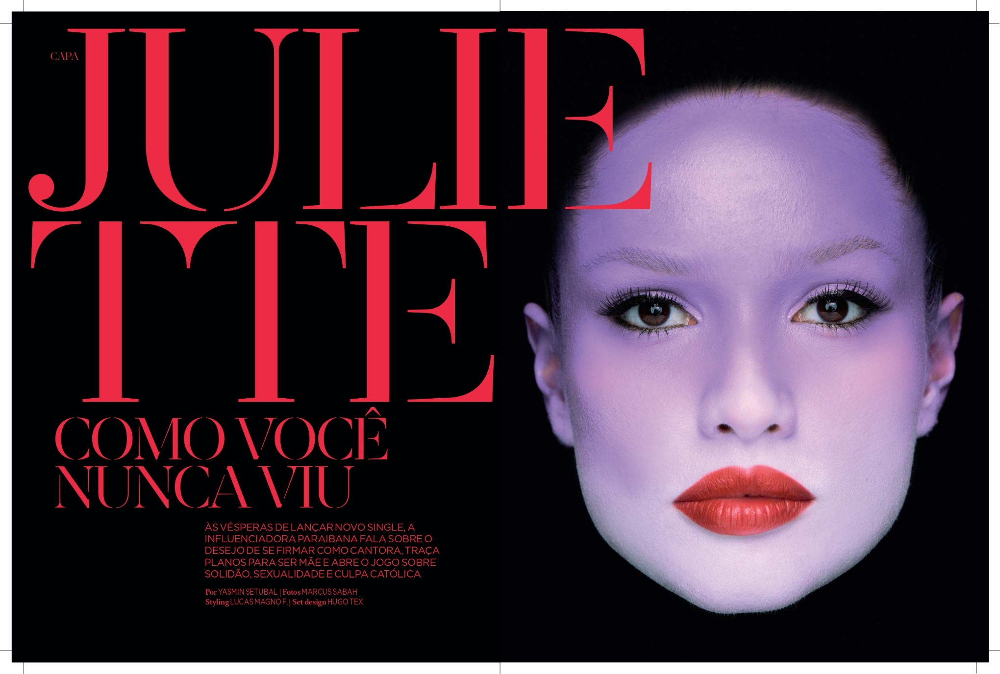 CAPA
JULIE
TTE
COMO VOCÊ
NUNCA VIU
ÀS VÉSPERAS DE LANÇAR NOVO SINGLE, A
INFLUENCIADORA PARAIBANA FALA SOBRE O
DESEJO DE SE FIRMAR COMO CANTORA, TRAÇA
PLANOS PARA SER MÃE E ABRE O JOGO SOBRE
SOLIDÃO, SEXUALIDADE E CULPA CATÓLICA
Por YASMIN SETUBAL | Fotos MARCUS SABAH
Styling LUCAS MAGNO F. | Set design HUGO TEX